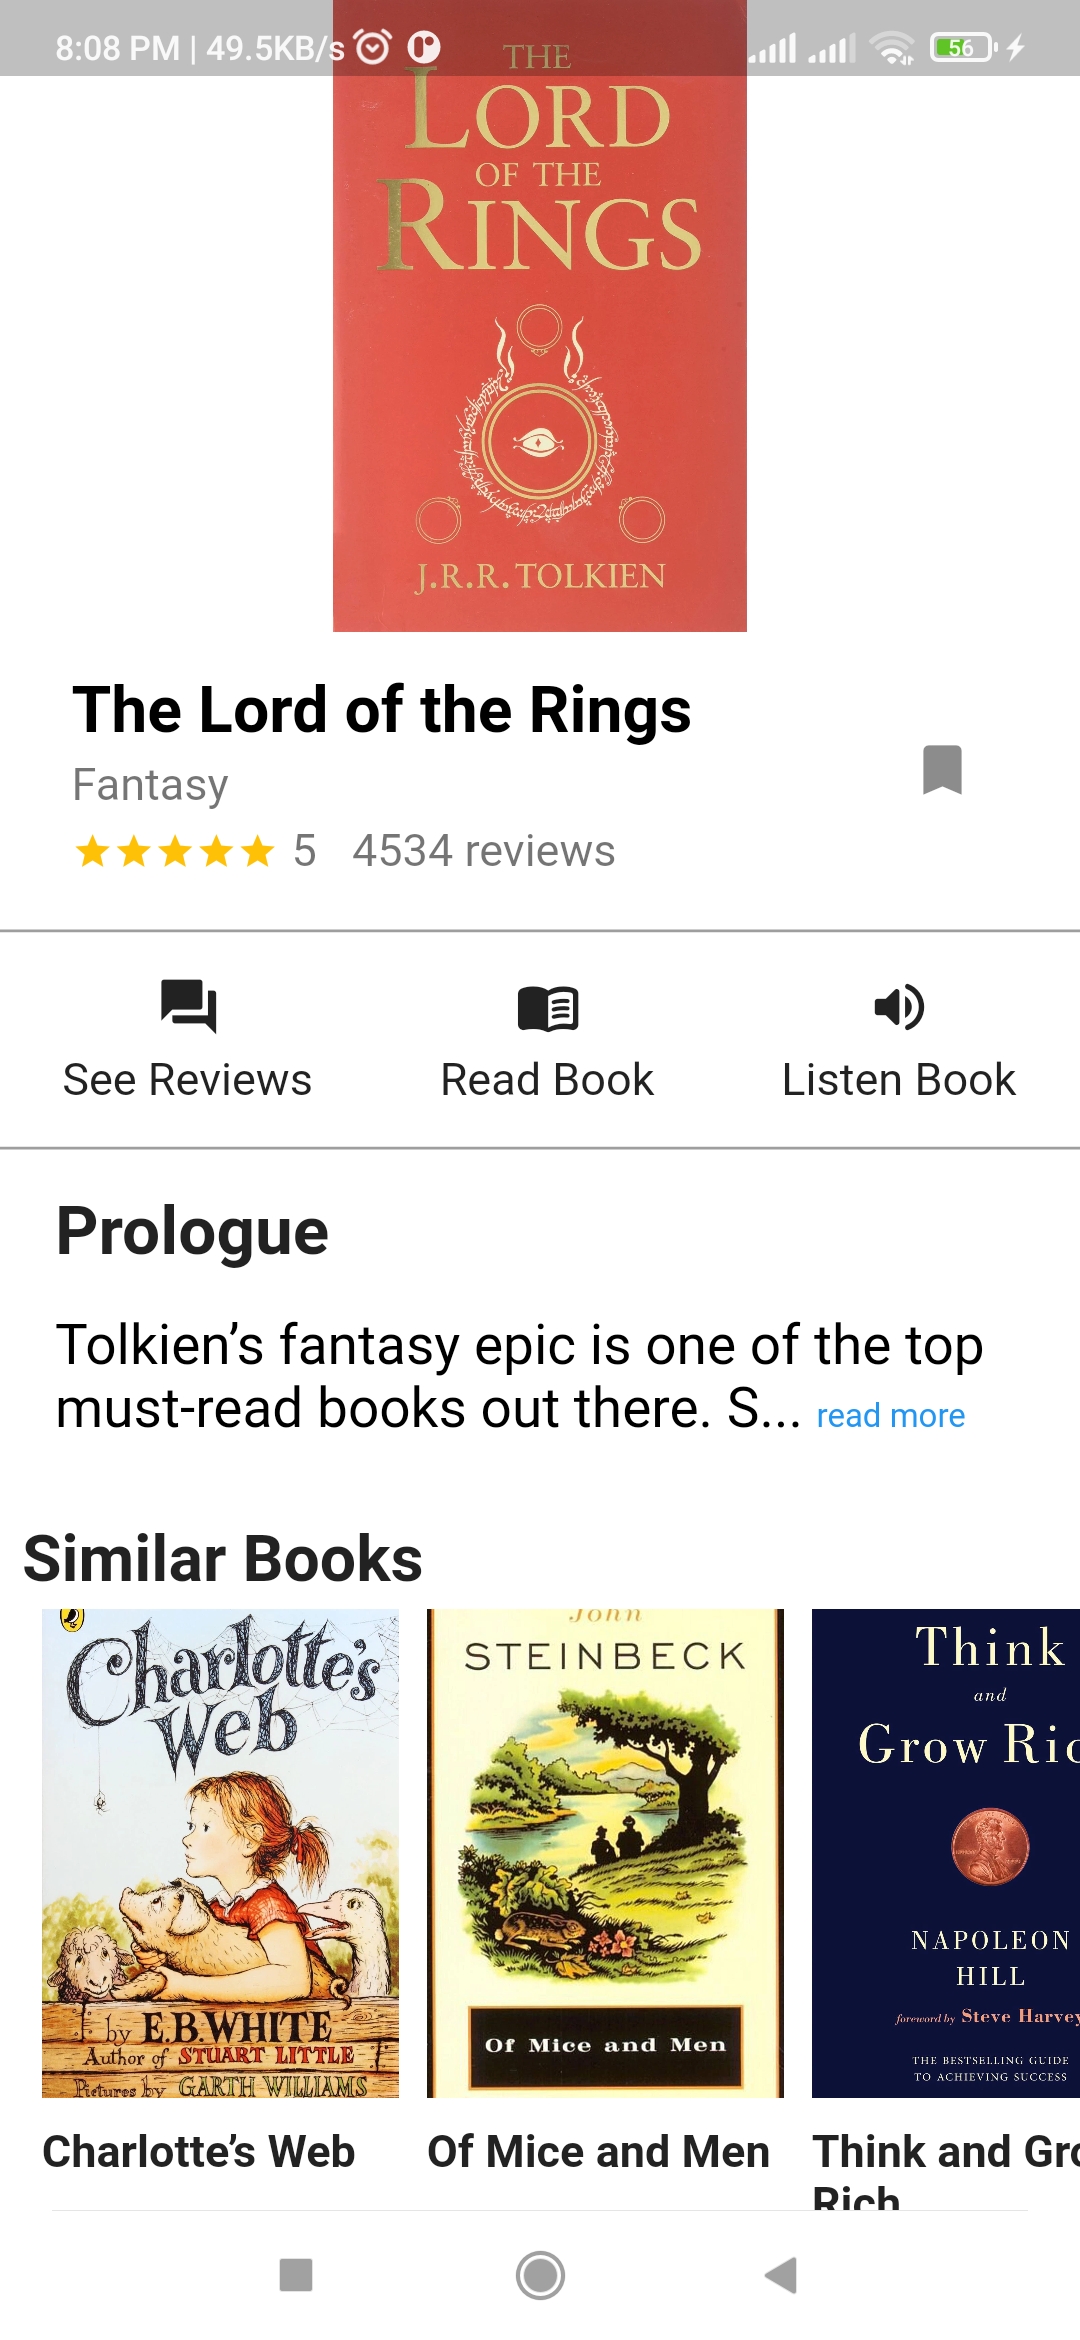 8:08 PM | 49.5KB/s
56
THE
LORD
OF THE
RINGS
J.R.R. TOLKIEN
The Lord of the Rings
Fantasy
5 4534 reviews
See Reviews Read Book Listen Book
Prologue
Tolkien’s fantasy epic is one of the top
must-read books out there. S... read more
Similar Books
Charlotte's
Web
by E.B. WHITE
Author of STUART LITTLE
Pictures by GARTH WILLIAMS
John
STEINBECK
Of Mice and Men
Think
and
Grow Ric
NAPOLEON
HILL
foreword by Steve Harvey
THE BESTSELLING GUIDE
TO ACHIEVING SUCCESS
Charlotte’s Web
Of Mice and Men
Think and Gro
Rich